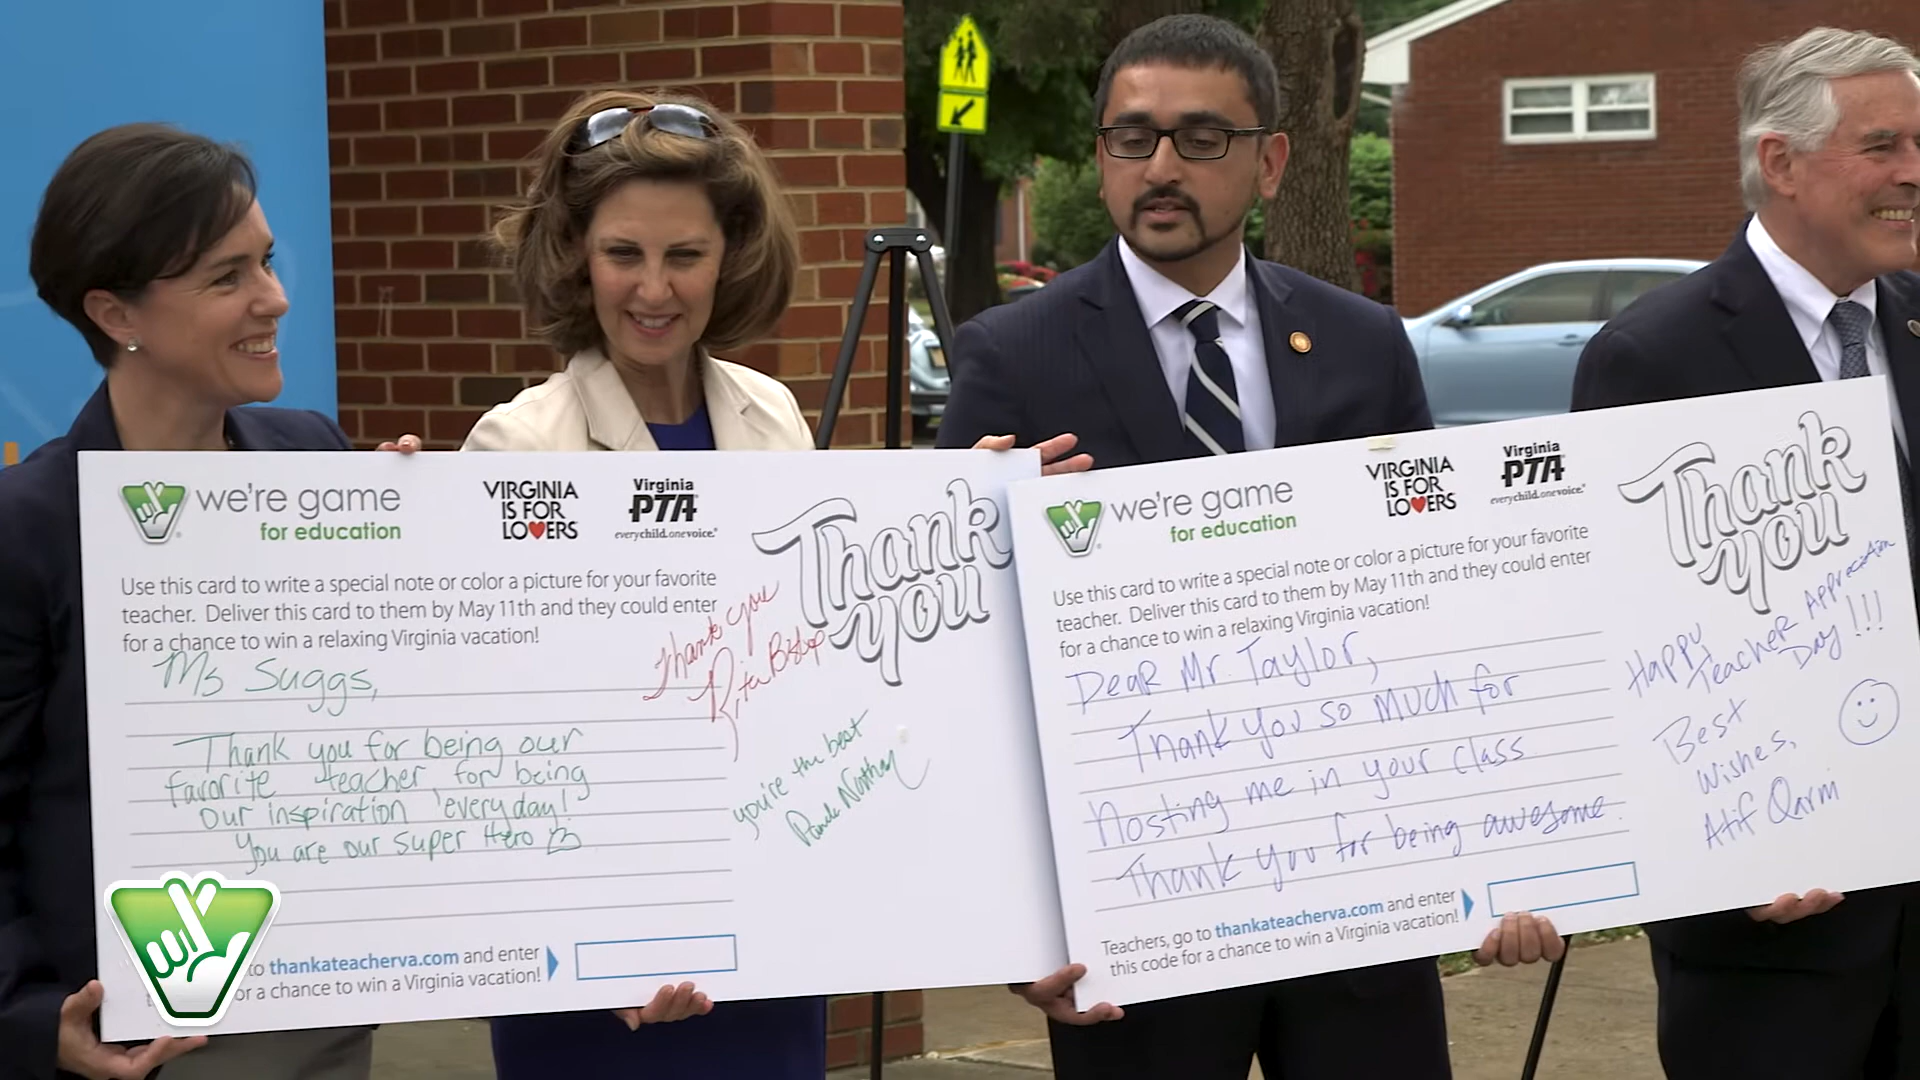 we're game
for education
VIRGINIA
IS FOR
LOVERS
Virginia
PTA
everychild.onevoice.
Thank
you
Use this card to write a special note or color a picture for your favorite
teacher. Deliver this card to them by May 11th and they could enter
for a chance to win a relaxing Virginia vacation!
Ms Suggs,
Thank you for being our
favorite teacher for being
our inspiration everyday!
You are our super Hero
Thank you
Rita Bishop
you're the best
to thankateacherva.com and enter
or a chance to win a Virginia vacation!
we're game
for education
VIRGINIA
IS FOR
LOVERS
Virginia
PTA
everychild.onevoice.
Thank
you
Use this card to write a special note or color a picture for your favorite
teacher. Deliver this card to them by May 11th and they could enter
for a chance to win a relaxing Virginia vacation!
Dear Mr. Taylor,
Thank you so much for
hosting me in your class
Thank you for being awesome.
Happy
Teacher Appreciation
Day!!!
Best
Wishes,
Atif Qarni
Teachers, go to thankateacherva.com and enter
this code for a chance to win a Virginia vacation!